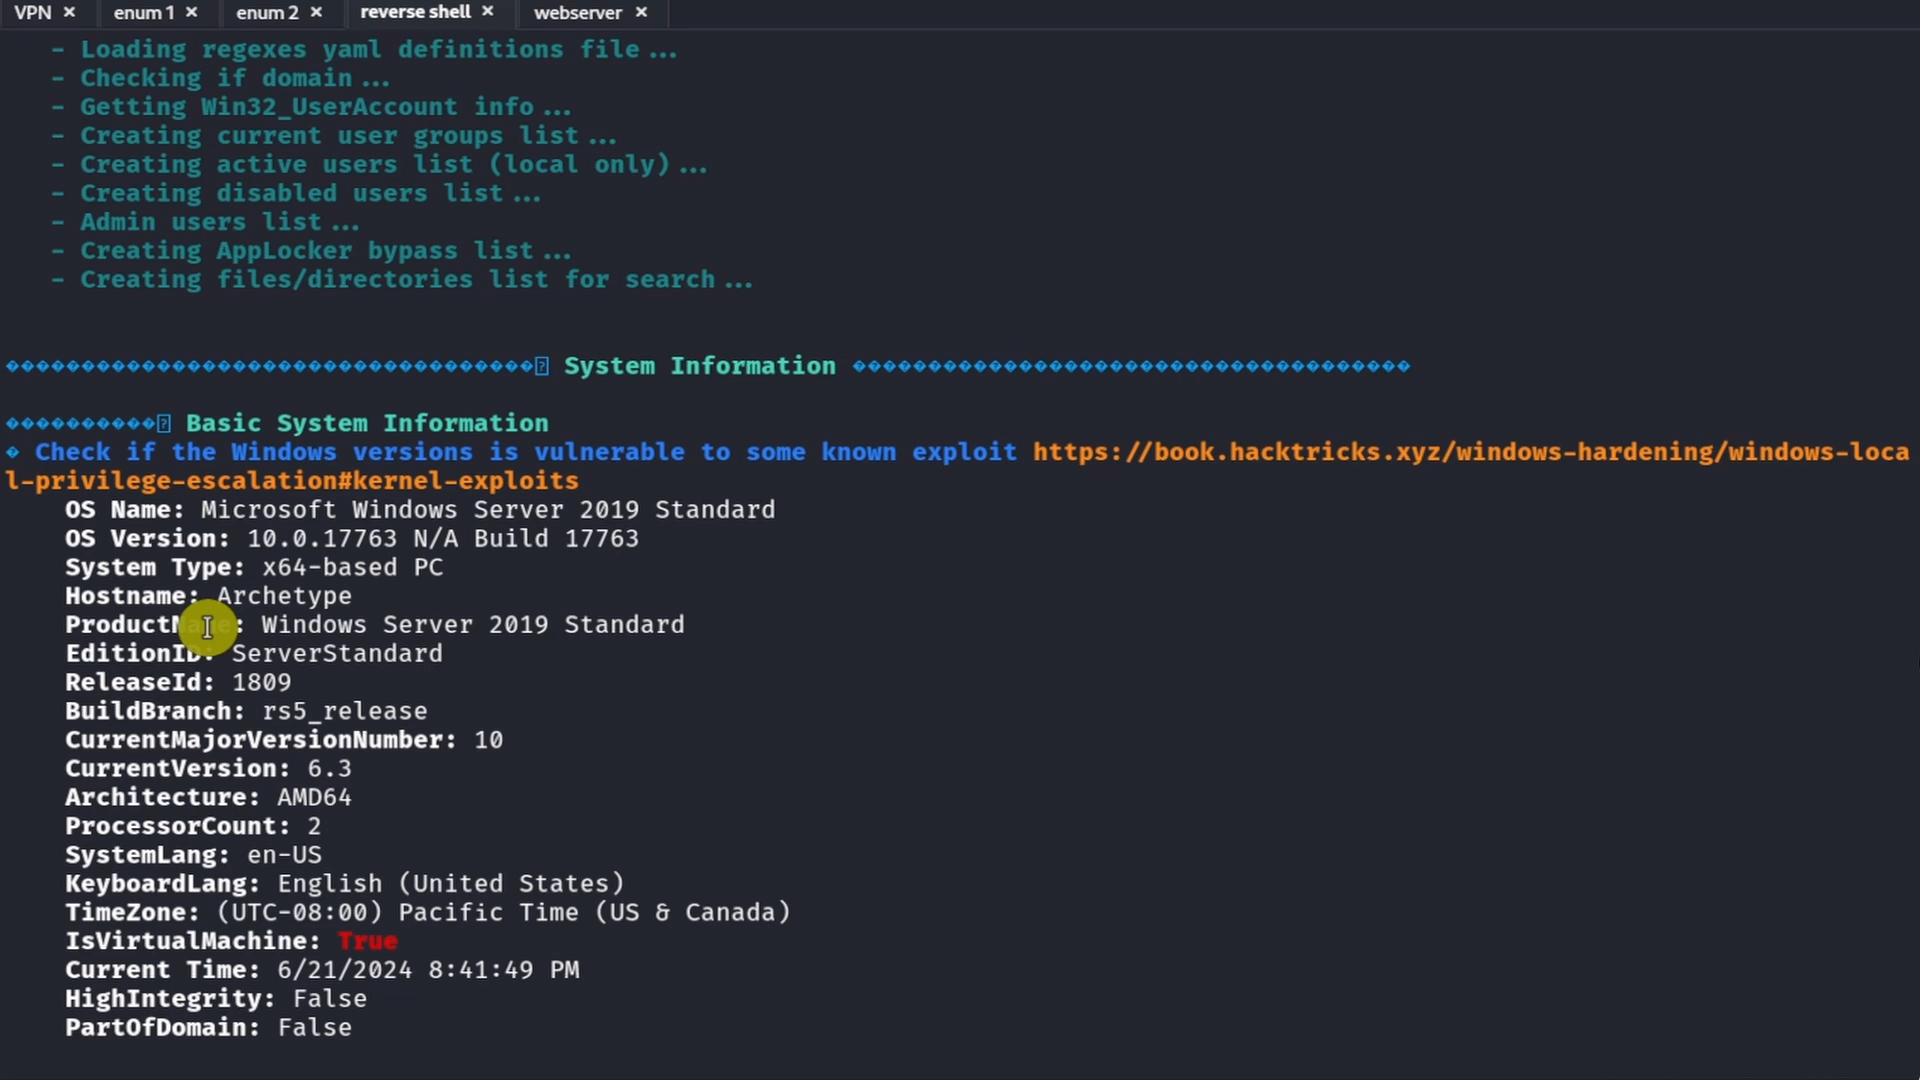 VPN × enum 1 × enum 2 × reverse shell × webserver ×
- Loading regexes yaml definitions file...
- Checking if domain...
- Getting Win32_UserAccount info...
- Creating current user groups list...
- Creating active users list (local only)...
- Creating disabled users list...
- Admin users list...
- Creating AppLocker bypass list...
- Creating files/directories list for search...
System Information
Basic System Information
� Check if the Windows versions is vulnerable to some known exploit https://book.hacktricks.xyz/windows-hardening/windows-loca
l-privilege-escalation#kernel-exploits
OS Name: Microsoft Windows Server 2019 Standard
OS Version: 10.0.17763 N/A Build 17763
System Type: x64-based PC
Hostname: Archetype
ProductName: Windows Server 2019 Standard
EditionID: ServerStandard
ReleaseId: 1809
BuildBranch: rs5_release
CurrentMajorVersionNumber: 10
CurrentVersion: 6.3
Architecture: AMD64
ProcessorCount: 2
SystemLang: en-US
KeyboardLang: English (United States)
TimeZone: (UTC-08:00) Pacific Time (US & Canada)
IsVirtualMachine: True
Current Time: 6/21/2024 8:41:49 PM
HighIntegrity: False
PartOfDomain: False